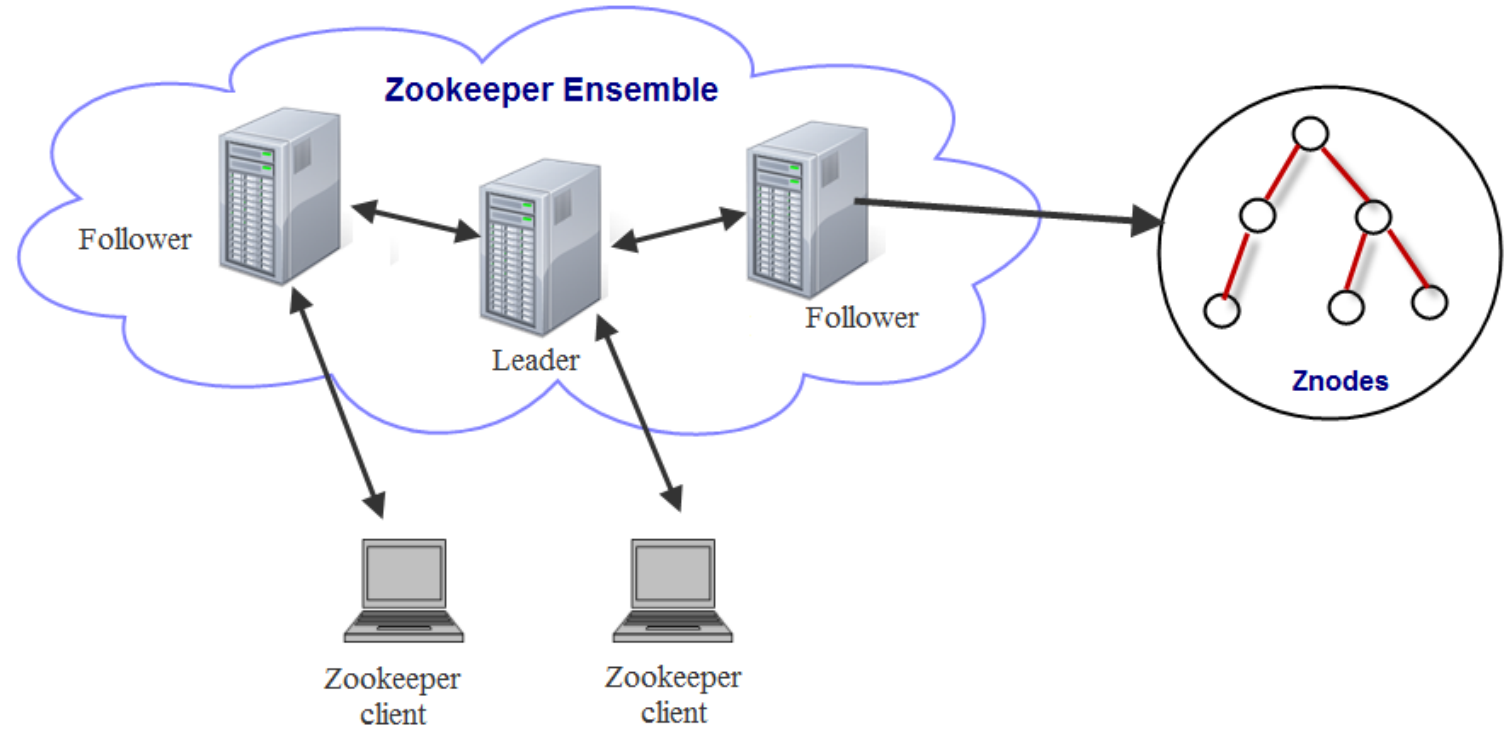 Zookeeper Ensemble
Follower
Leader
Follower
Znodes
Zookeeper
client
Zookeeper
client